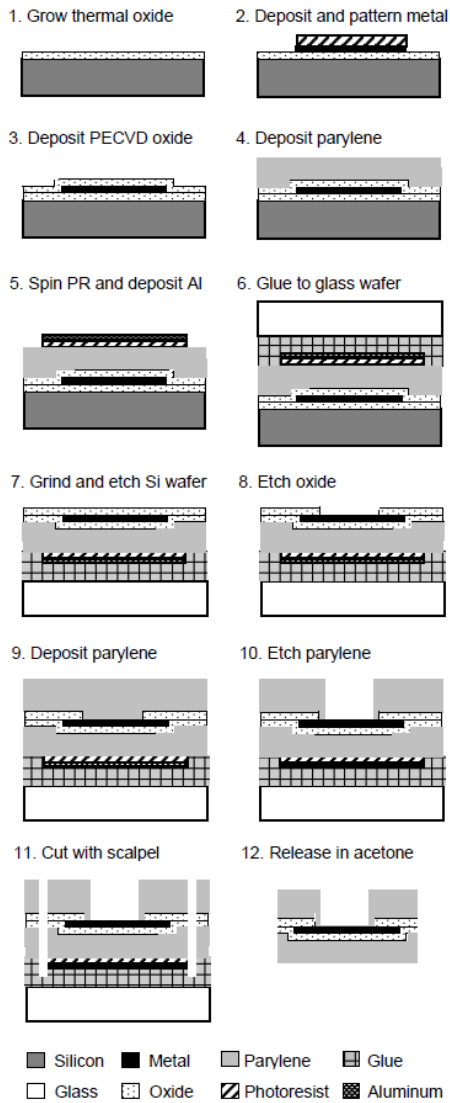 1. Grow thermal oxide
2. Deposit and pattern metal
3. Deposit PECVD oxide
4. Deposit parylene
5. Spin PR and deposit Al
6. Glue to glass wafer
7. Grind and etch Si wafer
8. Etch oxide
9. Deposit parylene
10. Etch parylene
11. Cut with scalpel
12. Release in acetone
Silicon Metal Parylene Glue
Glass Oxide Photoresist Aluminum